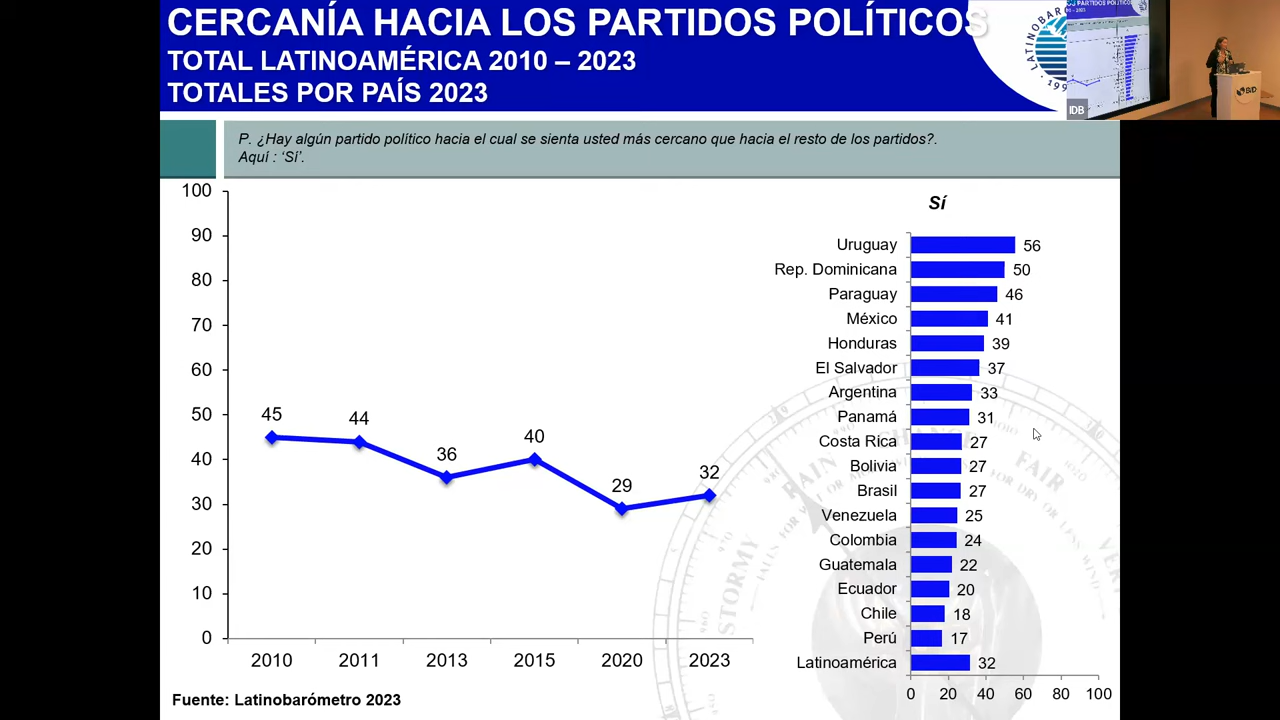 CERCANÍA HACIA LOS PARTIDOS POLÍTICOS
TOTAL LATINOAMÉRICA 2010 – 2023
TOTALES POR PAÍS 2023
IDB
BID
P. ¿Hay algún partido político hacia el cual se sienta usted más cercano que hacia el resto de los partidos?.
Aquí : ‘Sí’.
100
90
80
70
60
50
40
30
20
10
0
45
44
36
40
29
32
2010
2011
2013
2015
2020
2023
Sí
Uruguay 56
Rep. Dominicana 50
Paraguay 46
México 41
Honduras 39
El Salvador 37
Argentina 33
Panamá 31
Costa Rica 27
Bolivia 27
Brasil 27
Venezuela 25
Colombia 24
Guatemala 22
Ecuador 20
Chile 18
Perú 17
Latinoamérica 32
0 20 40 60 80 100
STORMY
RAIN
CHANGE
FAIR
Fuente: Latinobarómetro 2023